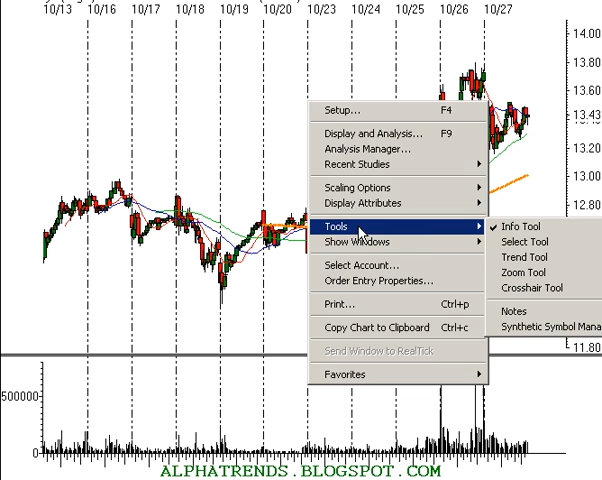 10/13 10/16 10/17 10/18 10/19 10/20 10/23 10/24 10/25 10/26 10/27
14.00
13.80
13.60
13.43
13.20
13.00
12.80
11.80
Setup... F4
Display and Analysis... F9
Analysis Manager...
Recent Studies
Scaling Options
Display Attributes
Tools
Show Windows
Select Account...
Order Entry Properties...
Print... Ctrl+p
Copy Chart to Clipboard Ctrl+c
Send Window to RealTick
Favorites
Info Tool
Select Tool
Trend Tool
Zoom Tool
Crosshair Tool
Notes
Synthetic Symbol Mana
500000
0
ALPHATRENDS.BLOGSPOT.COM